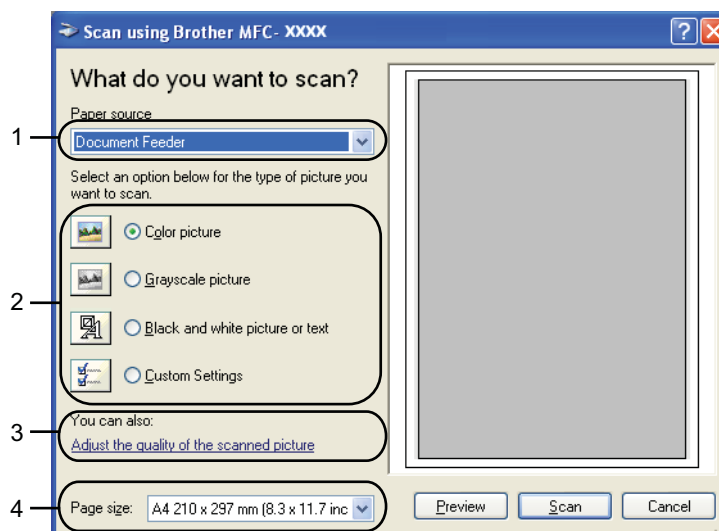 Scan using Brother MFC- XXXX
What do you want to scan?
Paper source
1
Document Feeder
Select an option below for the type of picture you
want to scan.
Color picture
Grayscale picture
2
Black and white picture or text
Custom Settings
You can also:
3
Adjust the quality of the scanned picture
4
Page size: A4 210 x 297 mm (8.3 x 11.7 inc
Preview Scan Cancel